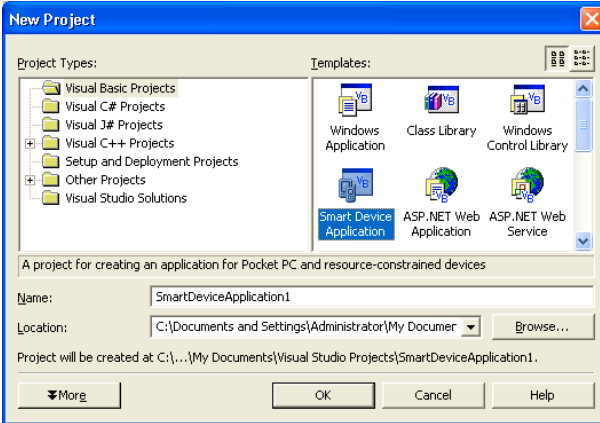 New Project
Project Types:
Templates:
Visual Basic Projects
Visual C# Projects
Visual J# Projects
Visual C++ Projects
Setup and Deployment Projects
Other Projects
Visual Studio Solutions
Windows Application
Class Library
Windows Control Library
Smart Device Application
ASP.NET Web Application
ASP.NET Web Service
A project for creating an application for Pocket PC and resource-constrained devices
Name:
SmartDeviceApplication1
Location:
C:\Documents and Settings\Administrator\My Documer
Browse...
Project will be created at C:\...\My Documents\Visual Studio Projects\SmartDeviceApplication1.
More
OK
Cancel
Help